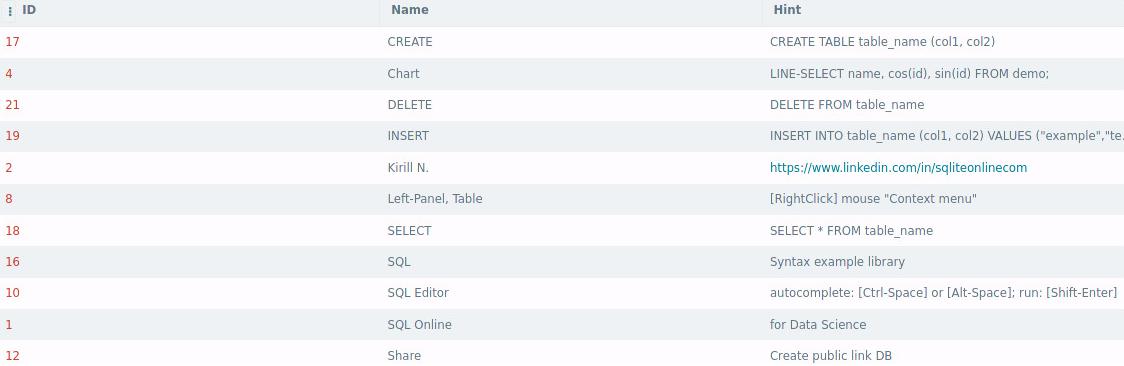 ID Name Hint
17 CREATE CREATE TABLE table_name (col1, col2)
4 Chart LINE-SELECT name, cos(id), sin(id) FROM demo;
21 DELETE DELETE FROM table_name
19 INSERT INSERT INTO table_name (col1, col2) VALUES ("example","te...
2 Kirill N. https://www.linkedin.com/in/sqliteonlinecom
8 Left-Panel, Table [RightClick] mouse "Context menu"
18 SELECT SELECT * FROM table_name
16 SQL Syntax example library
10 SQL Editor autocomplete: [Ctrl-Space] or [Alt-Space]; run: [Shift-Enter]
1 SQL Online for Data Science
12 Share Create public link DB